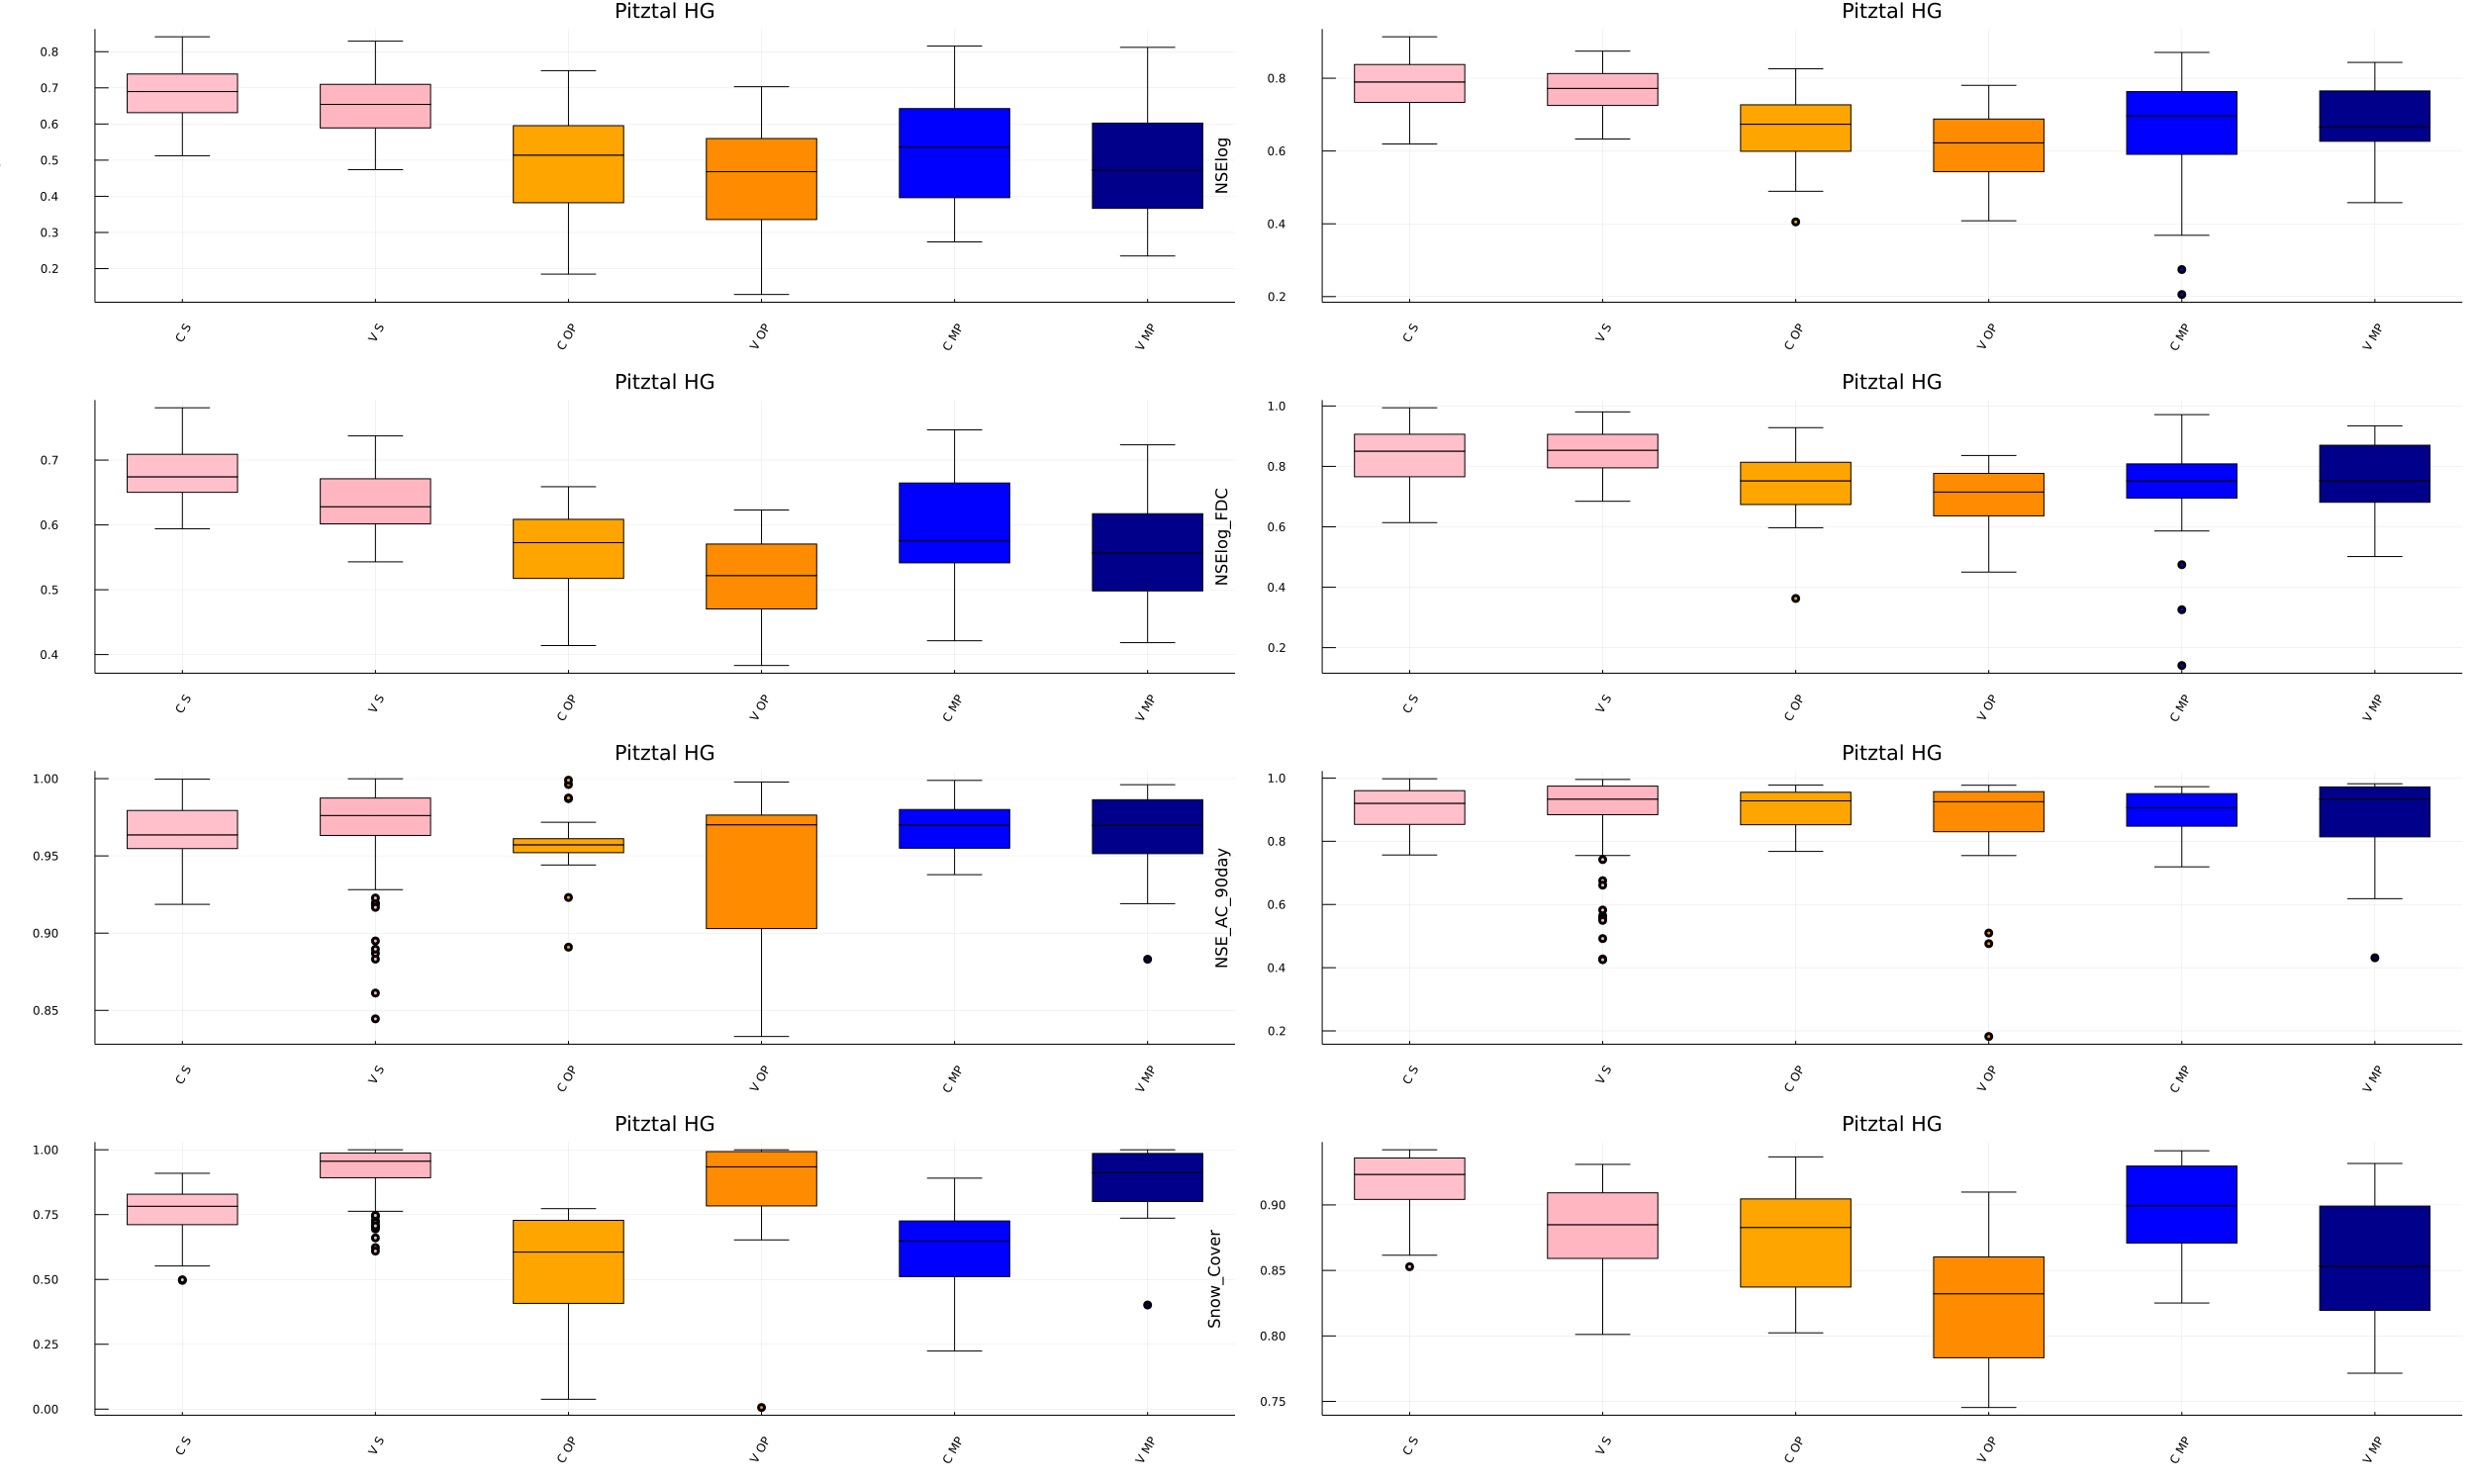 Pitztal HG
0.8
0.7
0.6
0.5
0.4
0.3
0.2
C S
V S
C OP
V OP
C MP
V MP
Pitztal HG
NSElog
0.8
0.6
0.4
0.2
C S
V S
C OP
V OP
C MP
V MP
Pitztal HG
0.7
0.6
0.5
0.4
C S
V S
C OP
V OP
C MP
V MP
Pitztal HG
NSElog_FDC
1.0
0.8
0.6
0.4
0.2
C S
V S
C OP
V OP
C MP
V MP
Pitztal HG
1.00
0.95
0.90
0.85
C S
V S
C OP
V OP
C MP
V MP
Pitztal HG
NSE_AC_90day
1.0
0.8
0.6
0.4
0.2
C S
V S
C OP
V OP
C MP
V MP
Pitztal HG
1.00
0.75
0.50
0.25
0.00
C S
V S
C OP
V OP
C MP
V MP
Pitztal HG
Snow_Cover
0.90
0.85
0.80
0.75
C S
V S
C OP
V OP
C MP
V MP